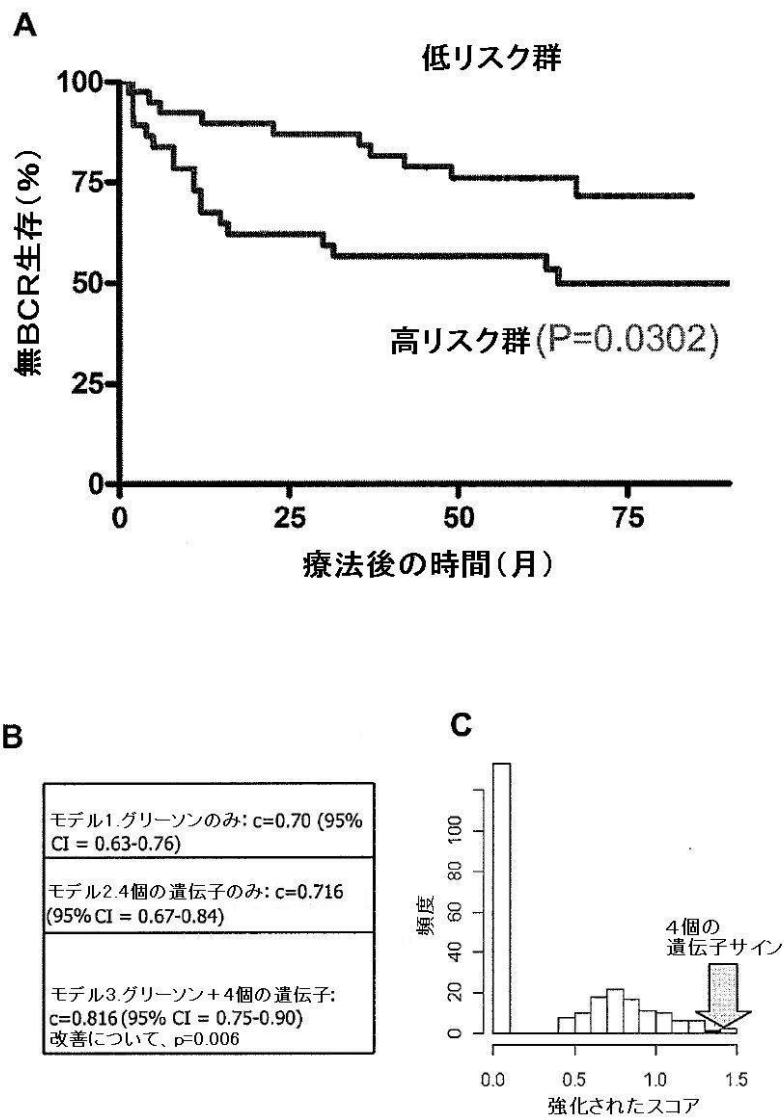 A
低リスク群
100
75
50
25
0
無BCR生存(%)
高リスク群(P=0.0302)
0 25 50 75
療法後の時間(月)
B
モデル1.グリーソンのみ: c=0.70 (95%
CI = 0.63-0.76)
モデル2.4個の遺伝子のみ: c=0.716
(95% CI = 0.67-0.84)
モデル3.グリーソン+4個の遺伝子:
c=0.816(95% CI = 0.75-0.90)
改善について、p=0.006
C
100
80
60
40
20
0
頻度
4個の
遺伝子サイン
0.0 0.5 1.0 1.5
強化されたスコア